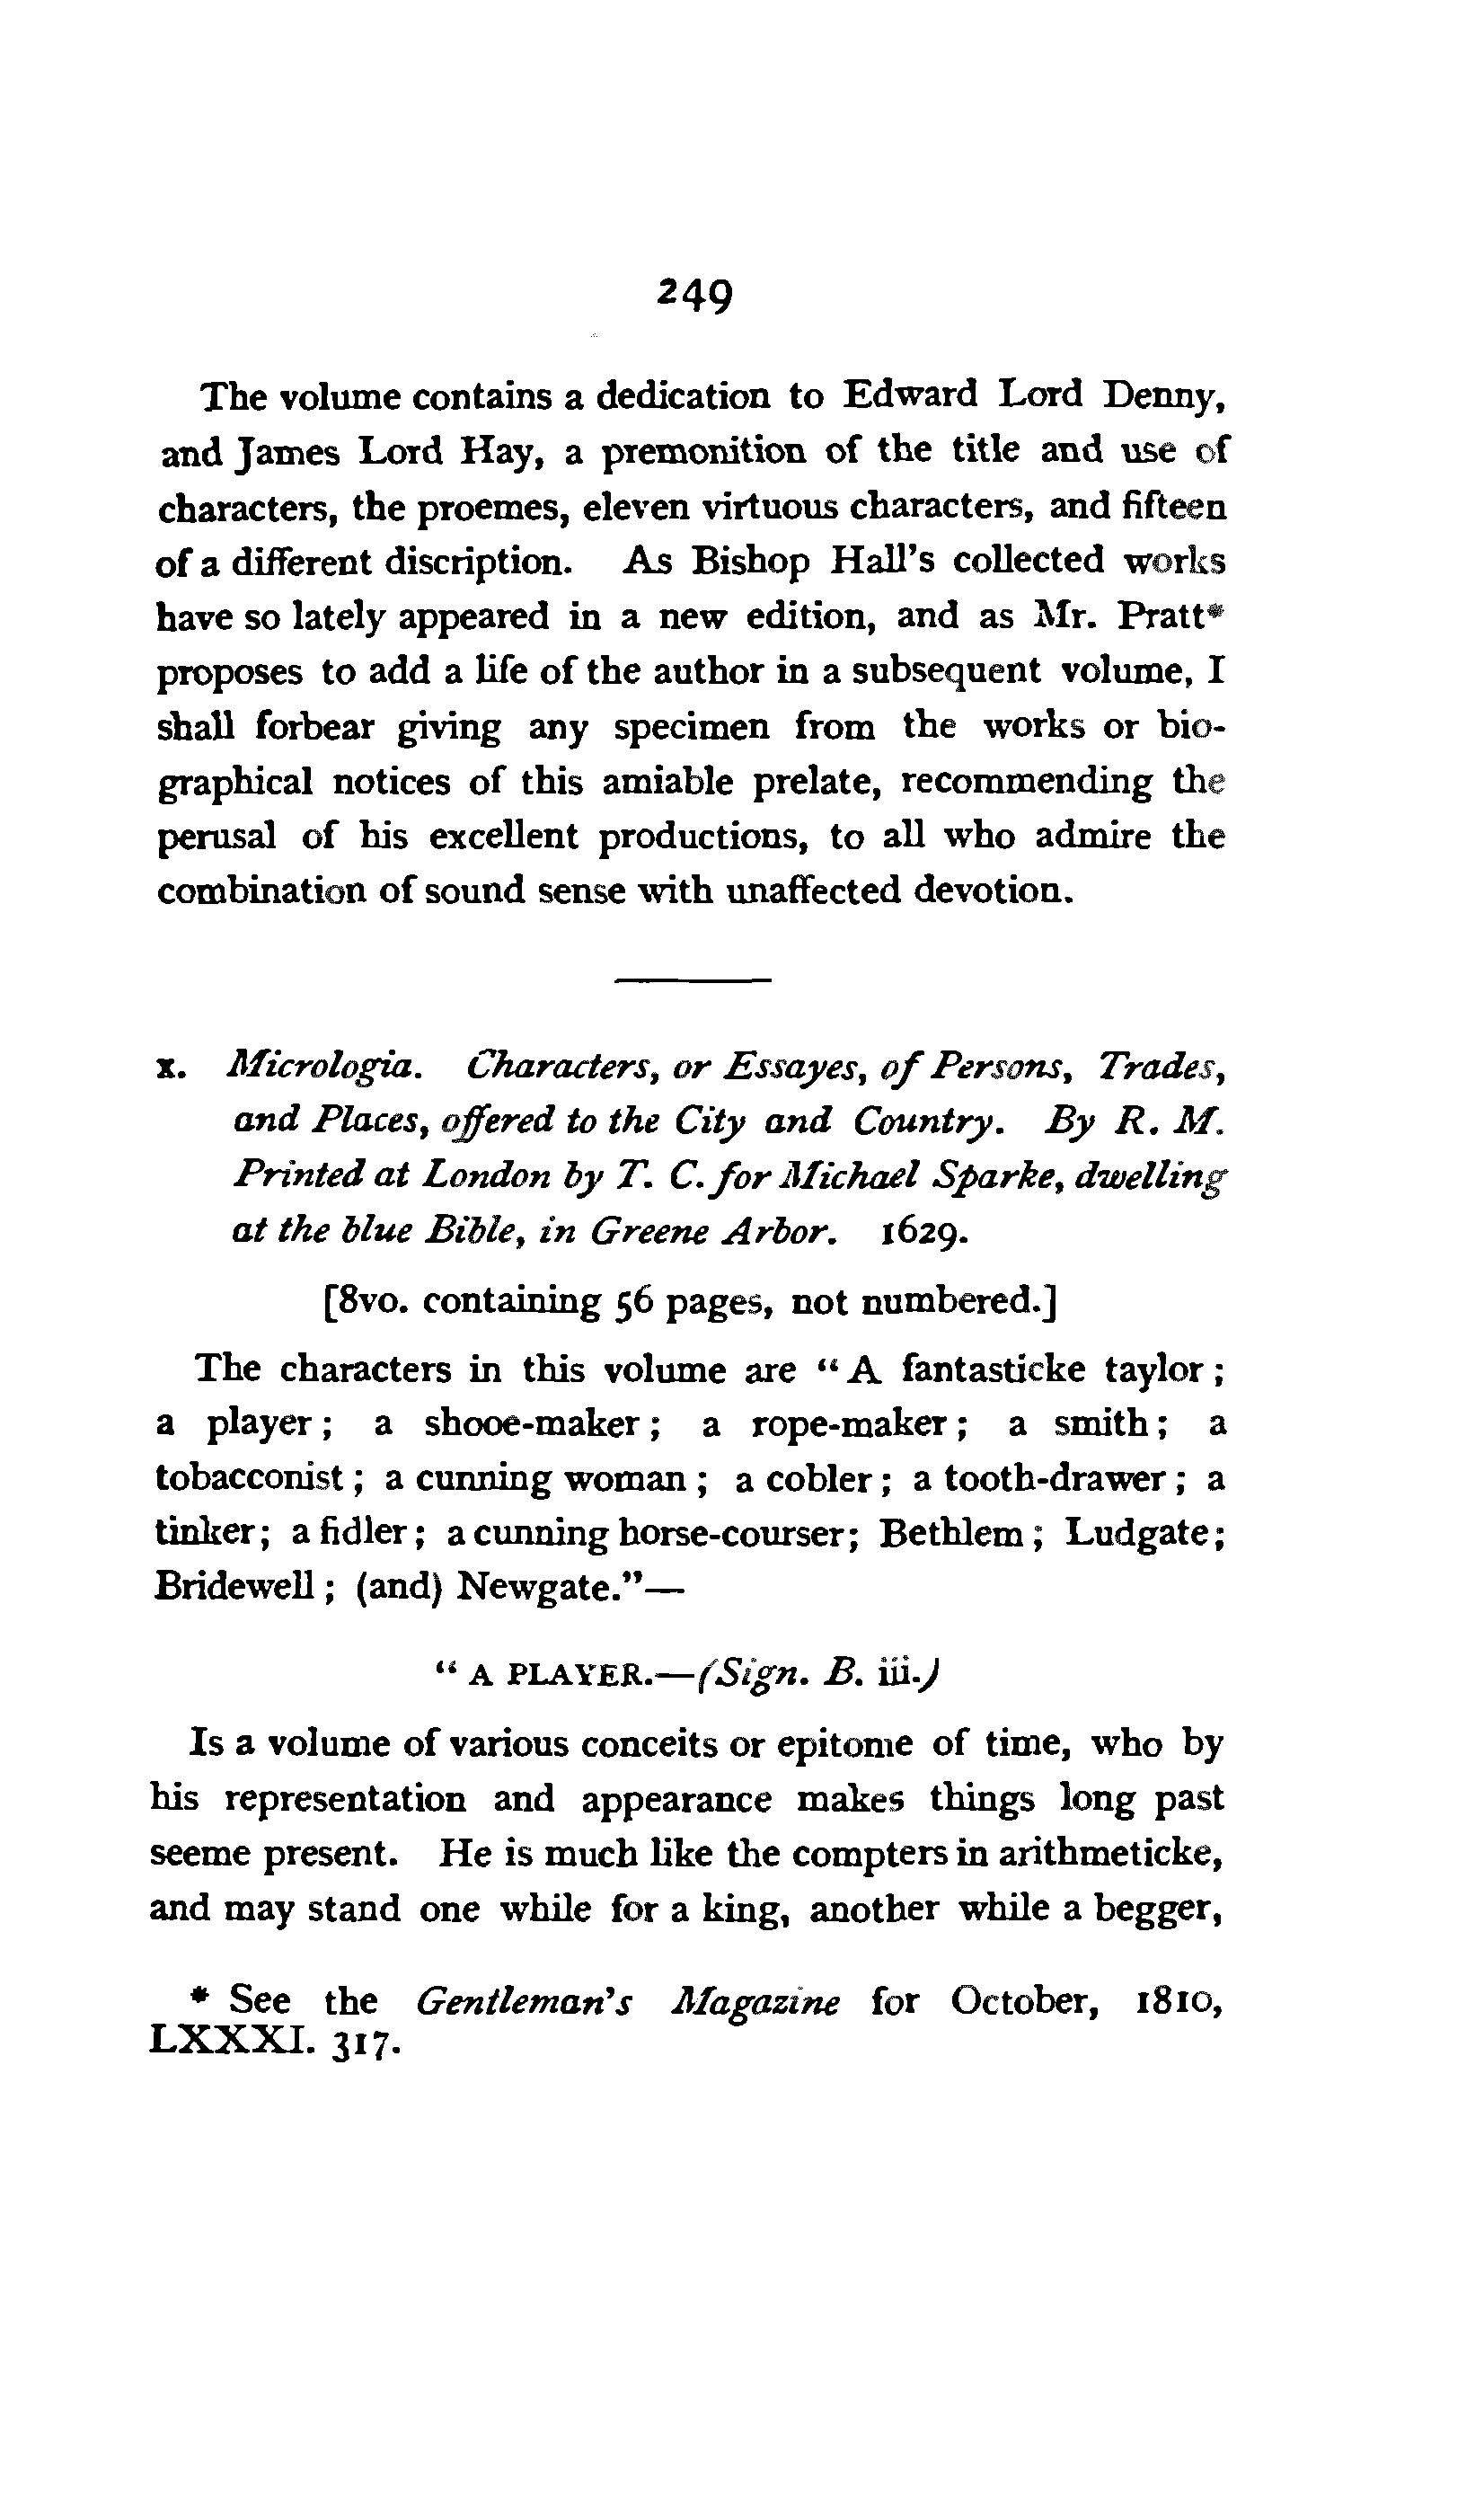 249
The volume contains a dedication to Edward Lord Denny,
and James Lord Hay, a premonition of the title and use of
characters, the proemes, eleven virtuous characters, and fifteen
of a different discription. As Bishop Hall's collected works
have so lately appeared in a new edition, and as Mr. Pratt*
proposes to add a life of the author in a subsequent volume, I
shall forbear giving any specimen from the works or bio-
graphical notices of this amiable prelate, recommending the
perusal of his excellent productions, to all who admire the
combination of sound sense with unaffected devotion.
x. Micrologia. Characters, or Essayes, of Persons, Trades,
and Places, offered to the City and Country. By R. M.
Printed at London by T. C. for Michael Sparke, dwelling
at the blue Bible, in Greene Arbor. 1629.
[8vo. containing 56 pages, not numbered.]
The characters in this volume are “A fantasticke taylor;
a player; a shooe-maker; a rope-maker; a smith; a
tobacconist; a cunning woman; a cobler; a tooth-drawer; a
tinker; a fidler; a cunning horse-courser; Bethlem; Ludgate;
Bridewell; (and) Newgate.”—
“A PLAYER.—(Sign. B. iii.)
Is a volume of various conceits or epitome of time, who by
his representation and appearance makes things long past
seeme present. He is much like the compters in arithmeticke,
and may stand one while for a king, another while a begger,
* See the Gentleman's Magazine for October, 1810,
LXXXI. 317.